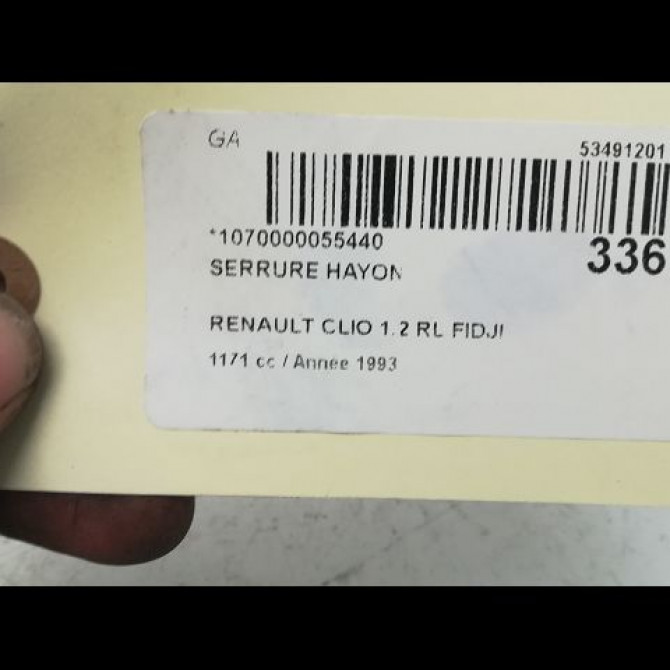 GA
53491201
*1070000055440
336
SERRURE HAYON
RENAULT CLIO 1.2 RL FIDJI
1171 cc / Annee 1993